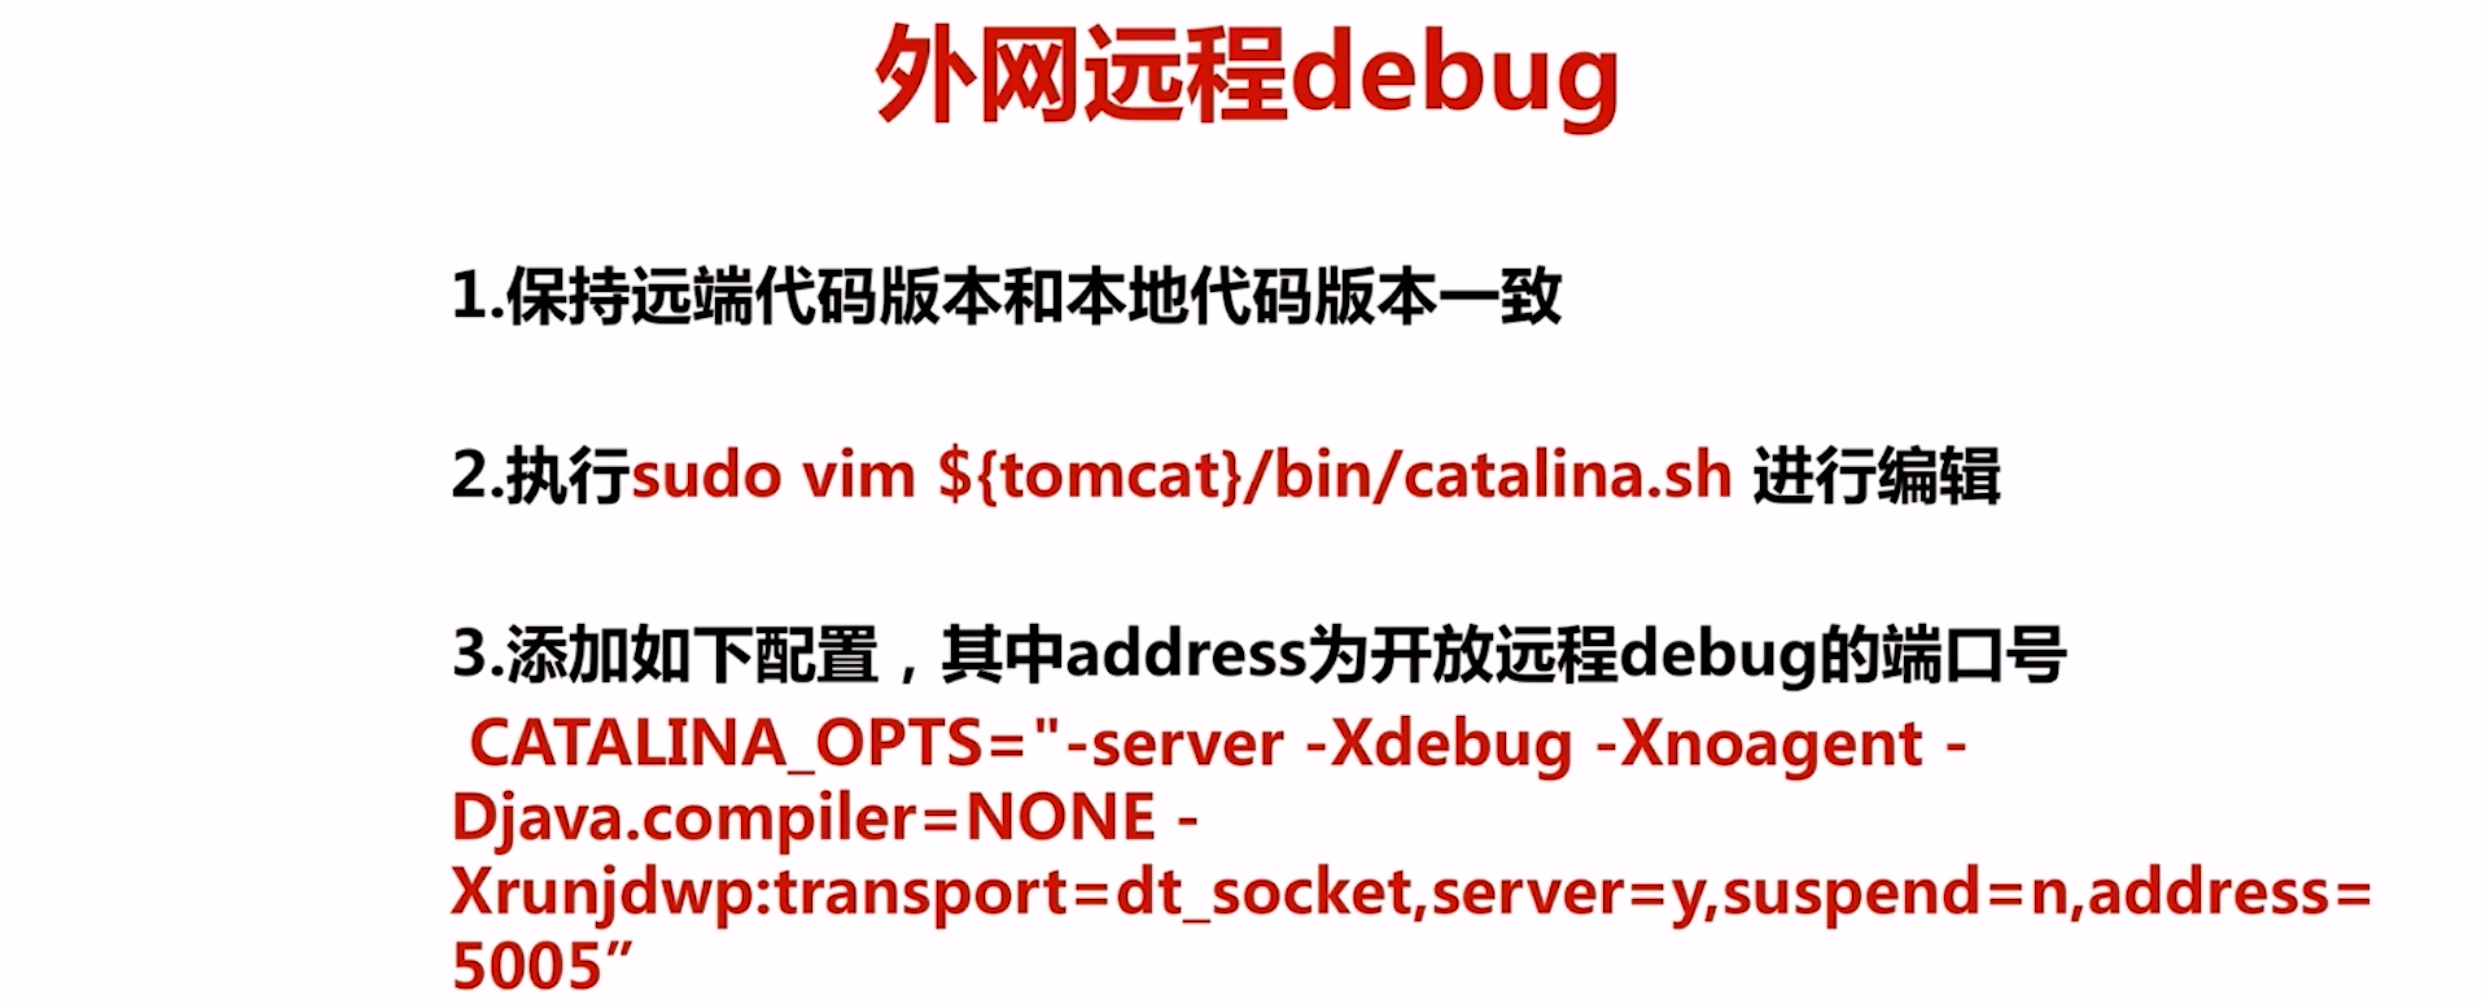 外网远程debug
1.保持远端代码版本和本地代码版本一致
2.执行sudo vim ${tomcat}/bin/catalina.sh 进行编辑
3.添加如下配置，其中address为开放远程debug的端口号
CATALINA_OPTS="-server -Xdebug -Xnoagent -
Djava.compiler=NONE -
Xrunjdwp:transport=dt_socket,server=y,suspend=n,address=
5005”